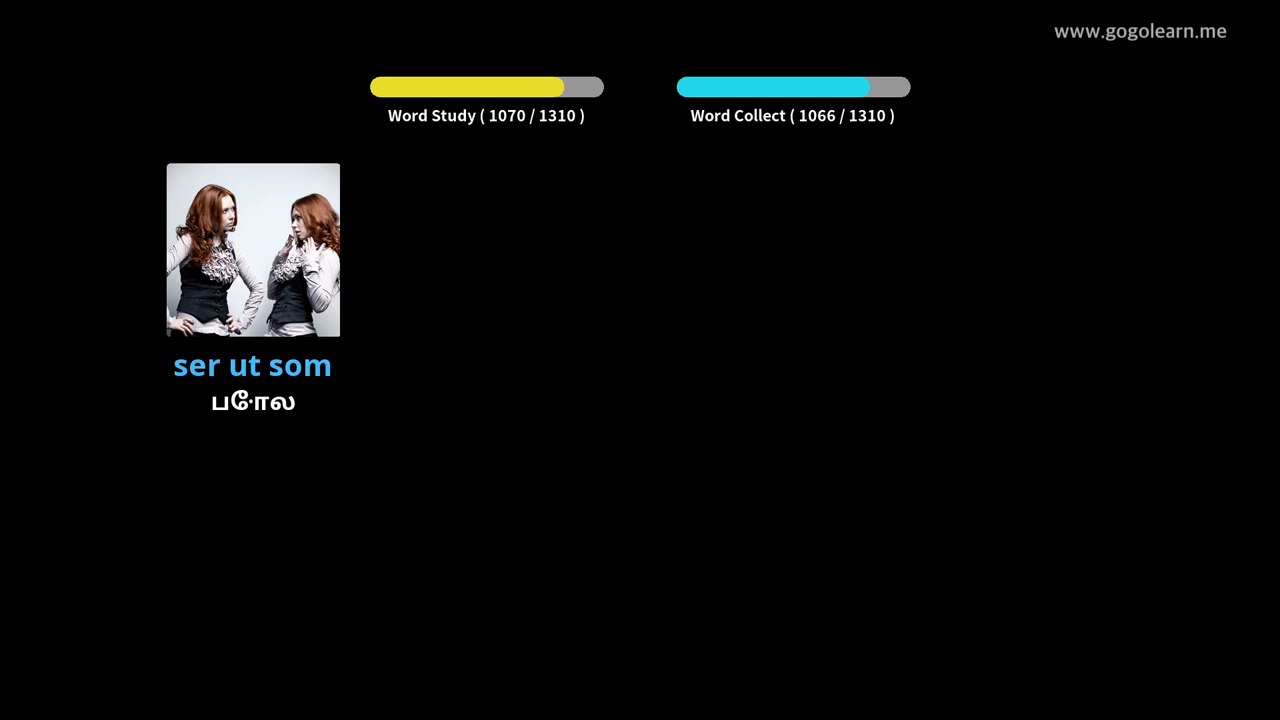 www.gogolearn.me
Word Study ( 1070 / 1310 )
Word Collect ( 1066 / 1310 )
ser ut som
போல